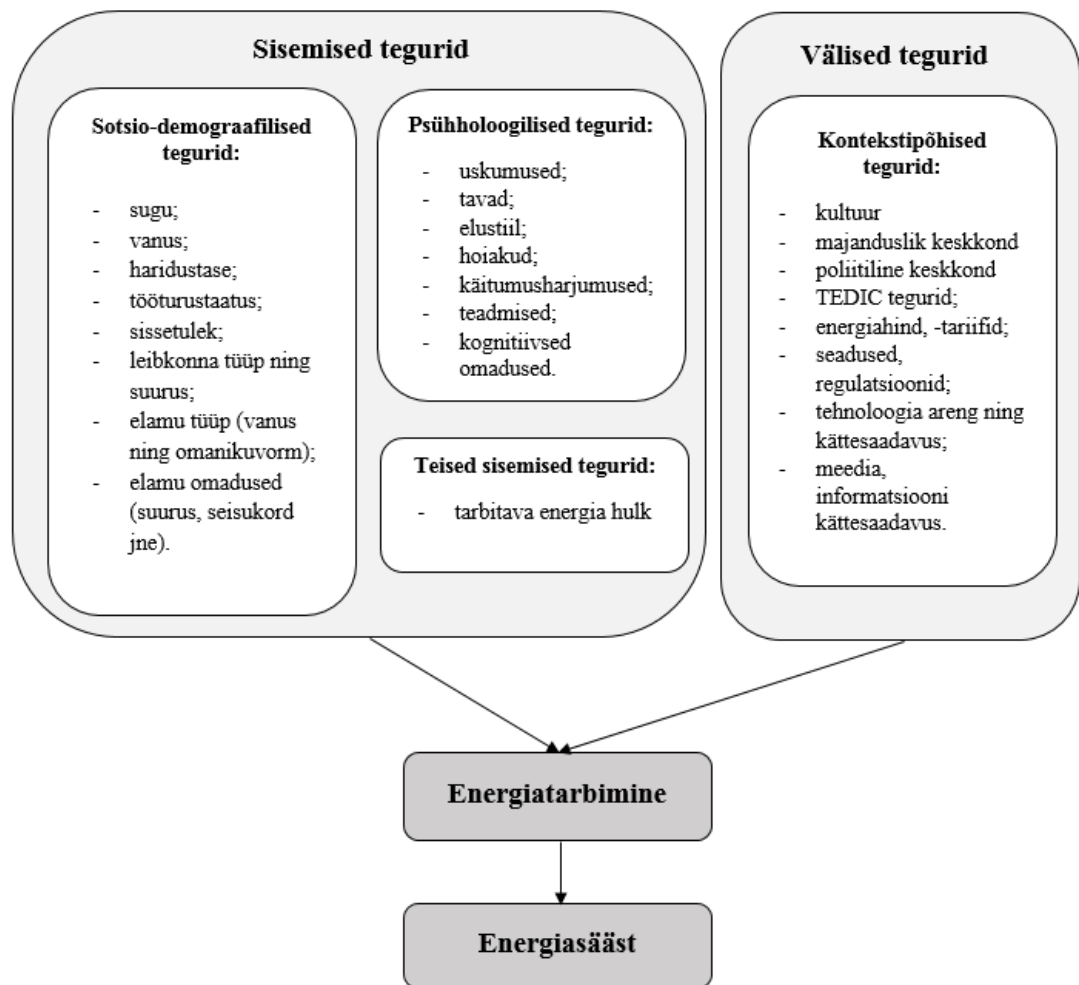 Sisemised tegurid
Sotsio-demograafilised
tegurid:
- sugu;
- vanus;
- haridustase;
- tööturustaatus;
- sissetulek;
- leibkonna tüüp ning
suurus;
- elamu tüüp (vanus
ning omanikuvorm);
- elamu omadused
(suurus, seisukord
jne).
Psühholoogilised tegurid:
- uskumused;
- tavad;
- elustiil;
- hoiakud;
- käitumusharjumused;
- teadmised;
- kognitiivsed
omadused.
Teised sisemised tegurid:
- tarbitava energia hulk
Välised tegurid
Kontekstipõhised
tegurid:
- kultuur
- majanduslik keskkond
- poliitiline keskkond
- TEDIC tegurid;
- energiahind, -tariifid;
- seadused,
regulatsioonid;
- tehnoloogia areng ning
kättesaadavus;
- meedia,
informatsiooni
kättesaadavus.
Energiatarbimine
Energiasääst